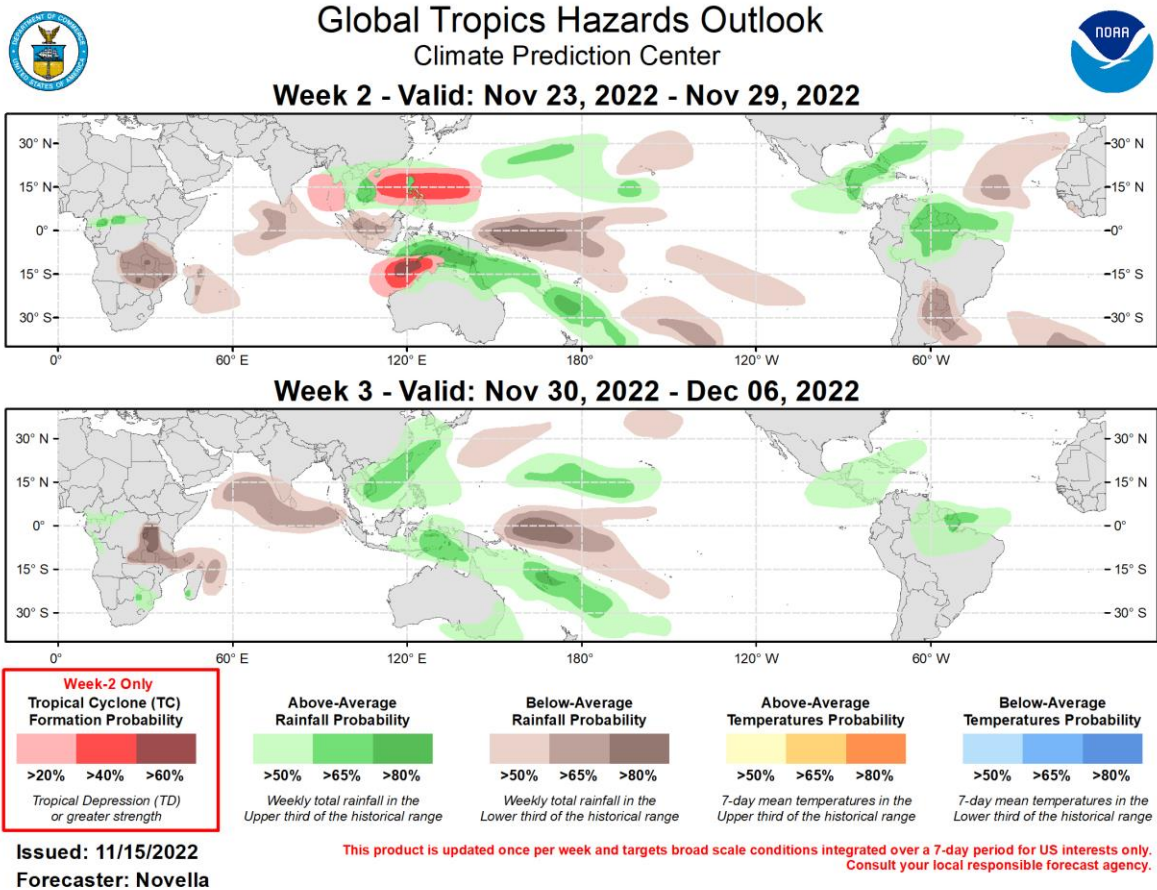 Global Tropics Hazards Outlook
Climate Prediction Center
DEPARTMENT OF COMMERCE
UNITED STATES OF AMERICA
NOAA
Week 2 - Valid: Nov 23, 2022 - Nov 29, 2022
30° N
30° N
15° N
15° N
0°
0°
15° S
15° S
30° S
30° S
0°
60° E
120° E
180°
120° W
60° W
Week 3 - Valid: Nov 30, 2022 - Dec 06, 2022
30° N
30° N
15° N
15° N
0°
0°
15° S
15° S
30° S
30° S
0°
60° E
120° E
180°
120° W
60° W
Week-2 Only
Tropical Cyclone (TC)
Formation Probability
>20% >40% >60%
Tropical Depression (TD)
or greater strength
Above-Average
Rainfall Probability
>50% >65% >80%
Weekly total rainfall in the
Upper third of the historical range
Below-Average
Rainfall Probability
>50% >65% >80%
Weekly total rainfall in the
Lower third of the historical range
Above-Average
Temperatures Probability
>50% >65% >80%
7-day mean temperatures in the
Upper third of the historical range
Below-Average
Temperatures Probability
>50% >65% >80%
7-day mean temperatures in the
Lower third of the historical range
Issued: 11/15/2022
Forecaster: Novella
This product is updated once per week and targets broad scale conditions integrated over a 7-day period for US interests only.
Consult your local responsible forecast agency.